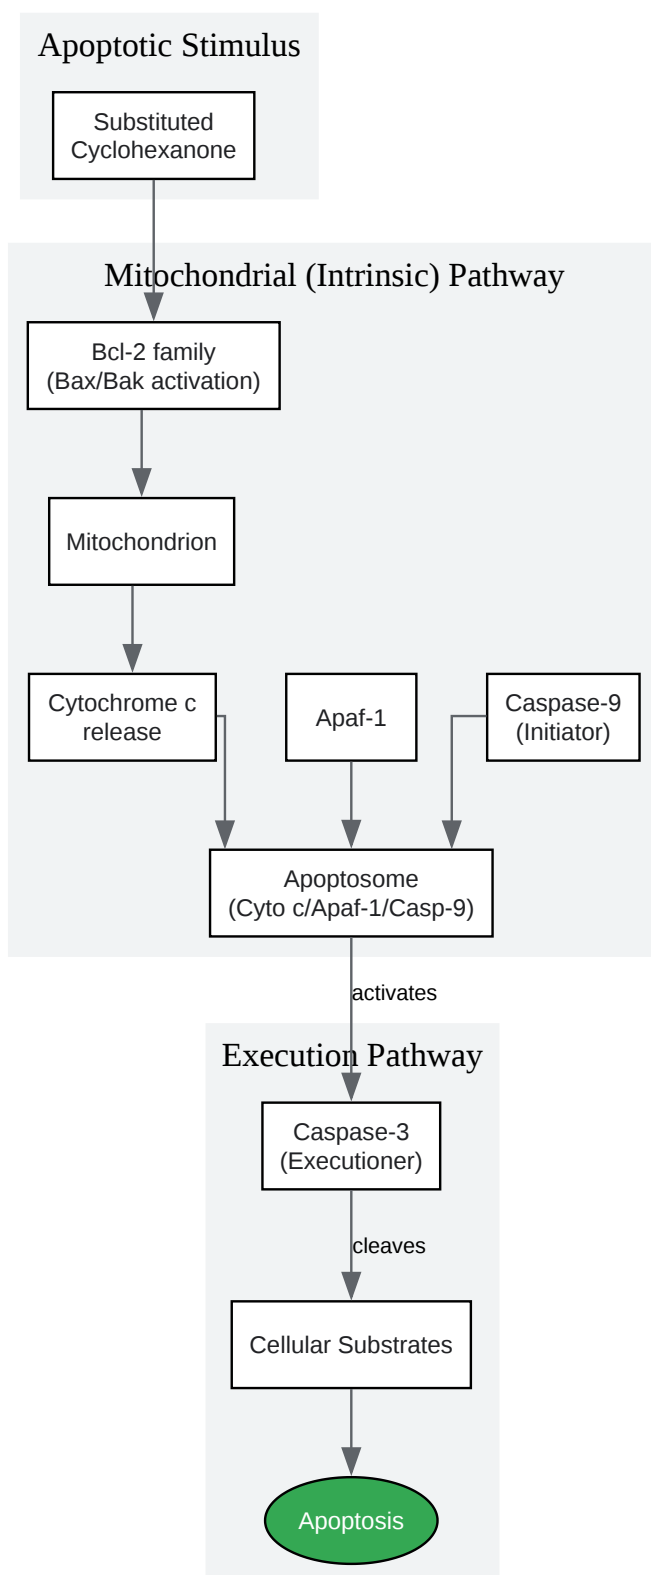 Apoptotic Stimulus
Substituted
Cyclohexanone
Mitochondrial (Intrinsic) Pathway
Bcl-2 family
(Bax/Bak activation)
Mitochondrion
Cytochrome c
release
Apaf-1
Caspase-9
(Initiator)
Apoptosome
(Cyto c/Apaf-1/Casp-9)
activates
Execution Pathway
Caspase-3
(Executioner)
cleaves
Cellular Substrates
Apoptosis